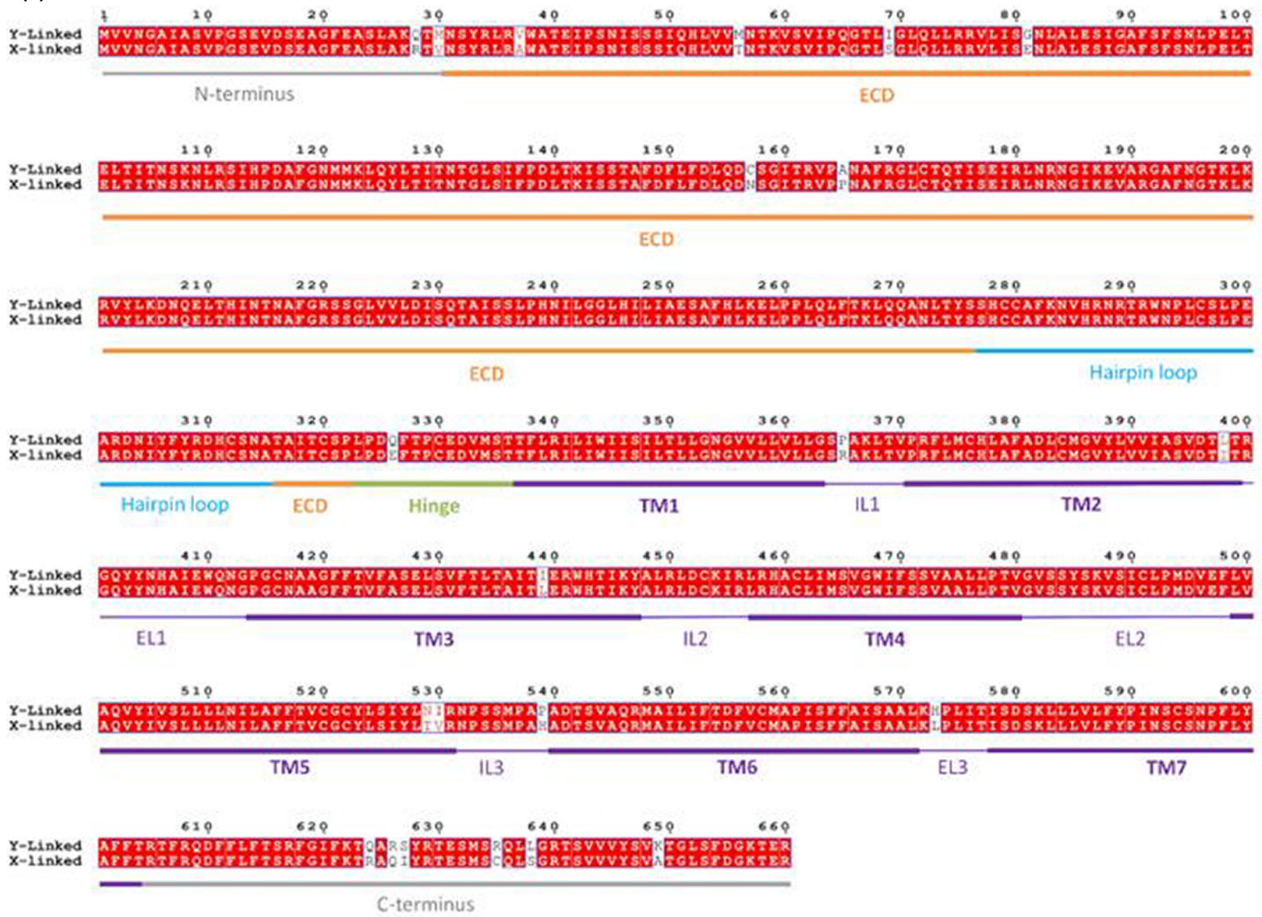 1 10 20 30 40 50 60 70 80 90 100
Y-Linked MVVNGAIASVPGSEVDSEAGFEASLAKQTMNSYRLRVWATEIPSNISSSIQHLVVMNTKVSVIPQGTLIGLQLLRRVLISGNLALESIGAFSFSNLPELT
X-linked MVVNGAIASVPGSEVDSEAGFEASLAKRTVNSYRLRAWATEIPSNISSSIQHLVVTNTKVSVIPQGTLSGLQLLRRVLISENLALESIGAFSFSNLPELT
N-terminus ECD
110 120 130 140 150 160 170 180 190 200
Y-Linked ELTITNSKNLRSIHPDAFGNMMKLQYLTITNTGLSIFPDLTKISSTAFDFLFDLQDCSGITRVPANAFRGLCTQTISEIRLNRNGIKEVARGAFNGTKLK
X-linked ELTITNSKNLRSIHPDAFGNMMKLQYLTITNTGLSIFPDLTKISSTAFDFLFDLQDNSGITRVPPNAFRGLCTQTISEIRLNRNGIKEVARGAFNGTKLK
ECD
210 220 230 240 250 260 270 280 290 300
Y-Linked RVYLKDNQELTHINTNAFGRSSGLVVLDISQTAISSLPHNILGGLHILIAESAFHLKELPPLQLFTKLQQANLTYSSHCCAFKNVHRNRTRWNPLCSLPE
X-linked RVYLKDNQELTHINTNAFGRSSGLVVLDISQTAISSLPHNILGGLHILIAESAFHLKELPPLQLFTKLQQANLTYSSHCCAFKNVHRNRTRWNPLCSLPE
ECD Hairpin loop
310 320 330 340 350 360 370 380 390 400
Y-Linked ARDNIYFYRDHCSNATAITCSPLPDQFTPCEDVMSTTFLRILIWIISILTLLGNGVVLLVLLGSPAKLTVPRFLMCHLAFADLCMGVYLVVIASVDTLTR
X-linked ARDNIYFYRDHCSNATAITCSPLPDEFTPCEDVMSTTFLRILIWIISILTLLGNGVVLLVLLGSRAKLTVPRFLMCHLAFADLCMGVYLVVIASVDTITR
Hairpin loop ECD Hinge TM1 IL1 TM2
410 420 430 440 450 460 470 480 490 500
Y-Linked GQYYNHAIEWQNGPGCNAAGFFTVFASELSVFTLTAITIERWHTIKYALRLDCKIRLRHACLIMSVGWIFSSVAALLPTVGVSSYSKVSICLPMDVEFLV
X-linked GQYYNHAIEWQNGPGCNAAGFFTVFASELSVFTLTAITLERWHTIKYALRLDCKIRLRHACLIMSVGWIFSSVAALLPTVGVSSYSKVSICLPMDVEFLV
EL1 TM3 IL2 TM4 EL2
510 520 530 540 550 560 570 580 590 600
Y-Linked AQVYIVSLLLLNILAFFTVCGCYLSIYLNIRNPSSMPAPADTSVAQRMAILIFTDFVCMAPISFFAISAALKHPLITISDSKLLLVLFYPINSCSNPFLY
X-linked AQVYIVSLLLLNILAFFTVCGCYLSIYLTVRNPSSMPAHADTSVAQRMAILIFTDFVCMAPISFFAISAALKLPLITISDSKLLLVLFYPINSCSNPFLY
TM5 IL3 TM6 EL3 TM7
610 620 630 640 650 660
Y-Linked AFFTRTFRQDFFLFTSRFGIFKTQARSYRTESMSRQLLGRTSVVVYSVKTGLSFDGKTER
X-linked AFFTRTFRQDFFLFTSRFGIFKTRAQIYRTESMSCQLSGRTSVVVYSVATGLSFDGKTER
C-terminus